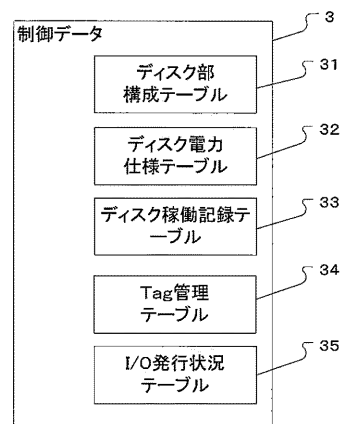 制御データ
3
ディスク部
構成テーブル
31
ディスク電力
仕様テーブル
32
ディスク稼働記録テ
ーブル
33
Tag管理
テーブル
34
I/O発行状況
テーブル
35